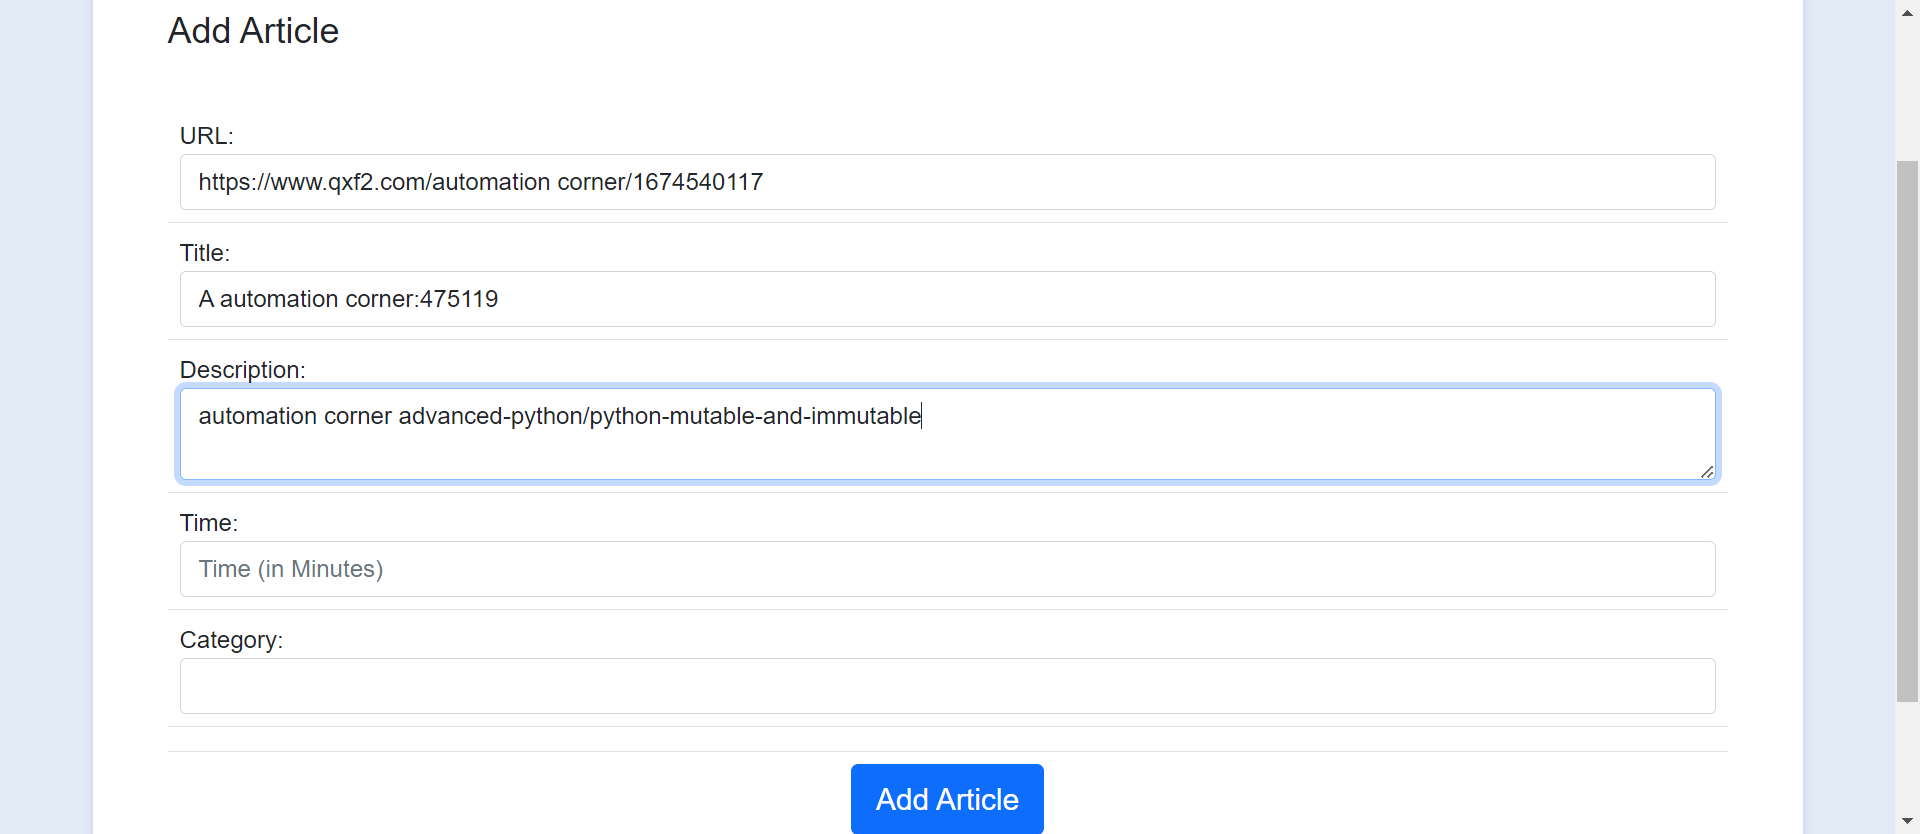 Add Article
URL:
https://www.qxf2.com/automation corner/1674540117
Title:
A automation corner:475119
Description:
automation corner advanced-python/python-mutable-and-immutable
Time:
Time (in Minutes)
Category:
Add Article